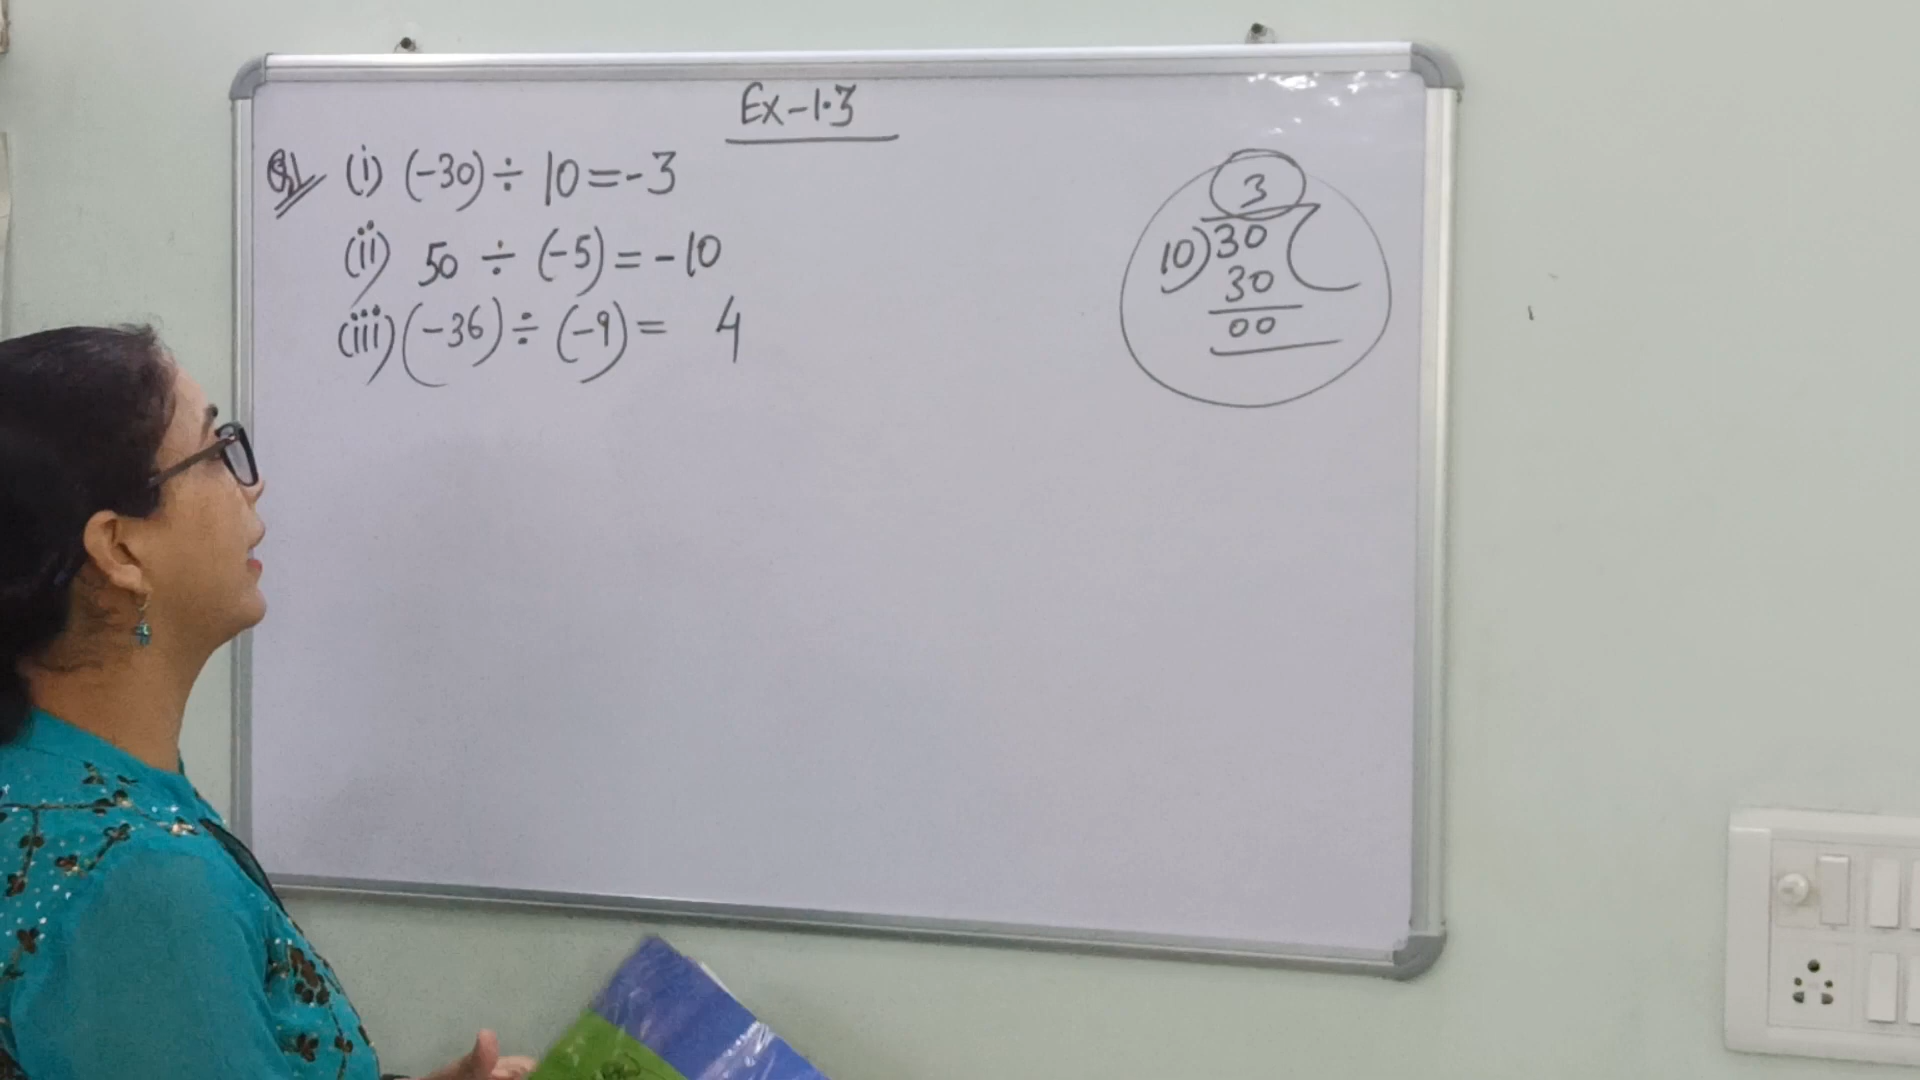 Ex-1.3
Q1 (i) (-30) ÷ 10 = -3
(ii) 50 ÷ (-5) = -10
(iii) (-36) ÷ (-9) = 4
3
10)30(
30
00